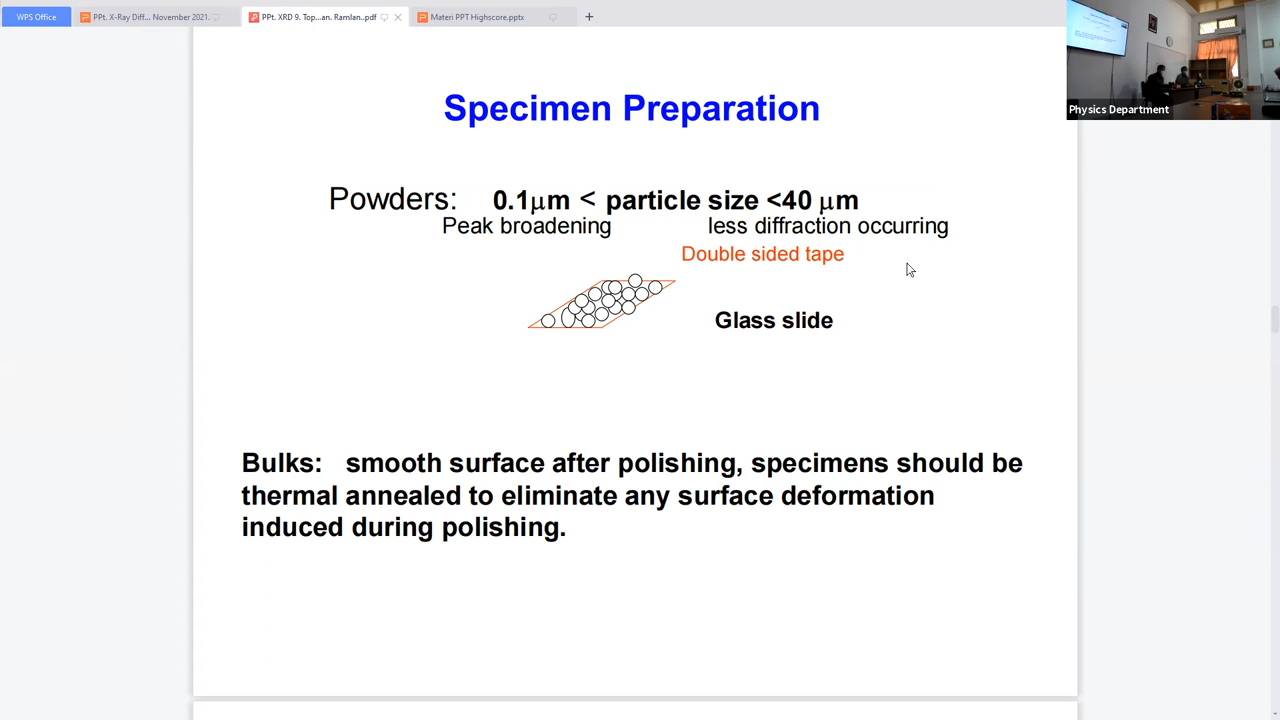 WPS Office
PPt. X-Ray Diff... November 2021.
PPt. XRD 9. Top...an. Ramlan..pdf
Materi PPT Highscore.pptx
Physics Department
Specimen Preparation
Powders: 0.1μm < particle size <40 μm
Peak broadening less diffraction occurring
Double sided tape
Glass slide
Bulks: smooth surface after polishing, specimens should be
thermal annealed to eliminate any surface deformation
induced during polishing.